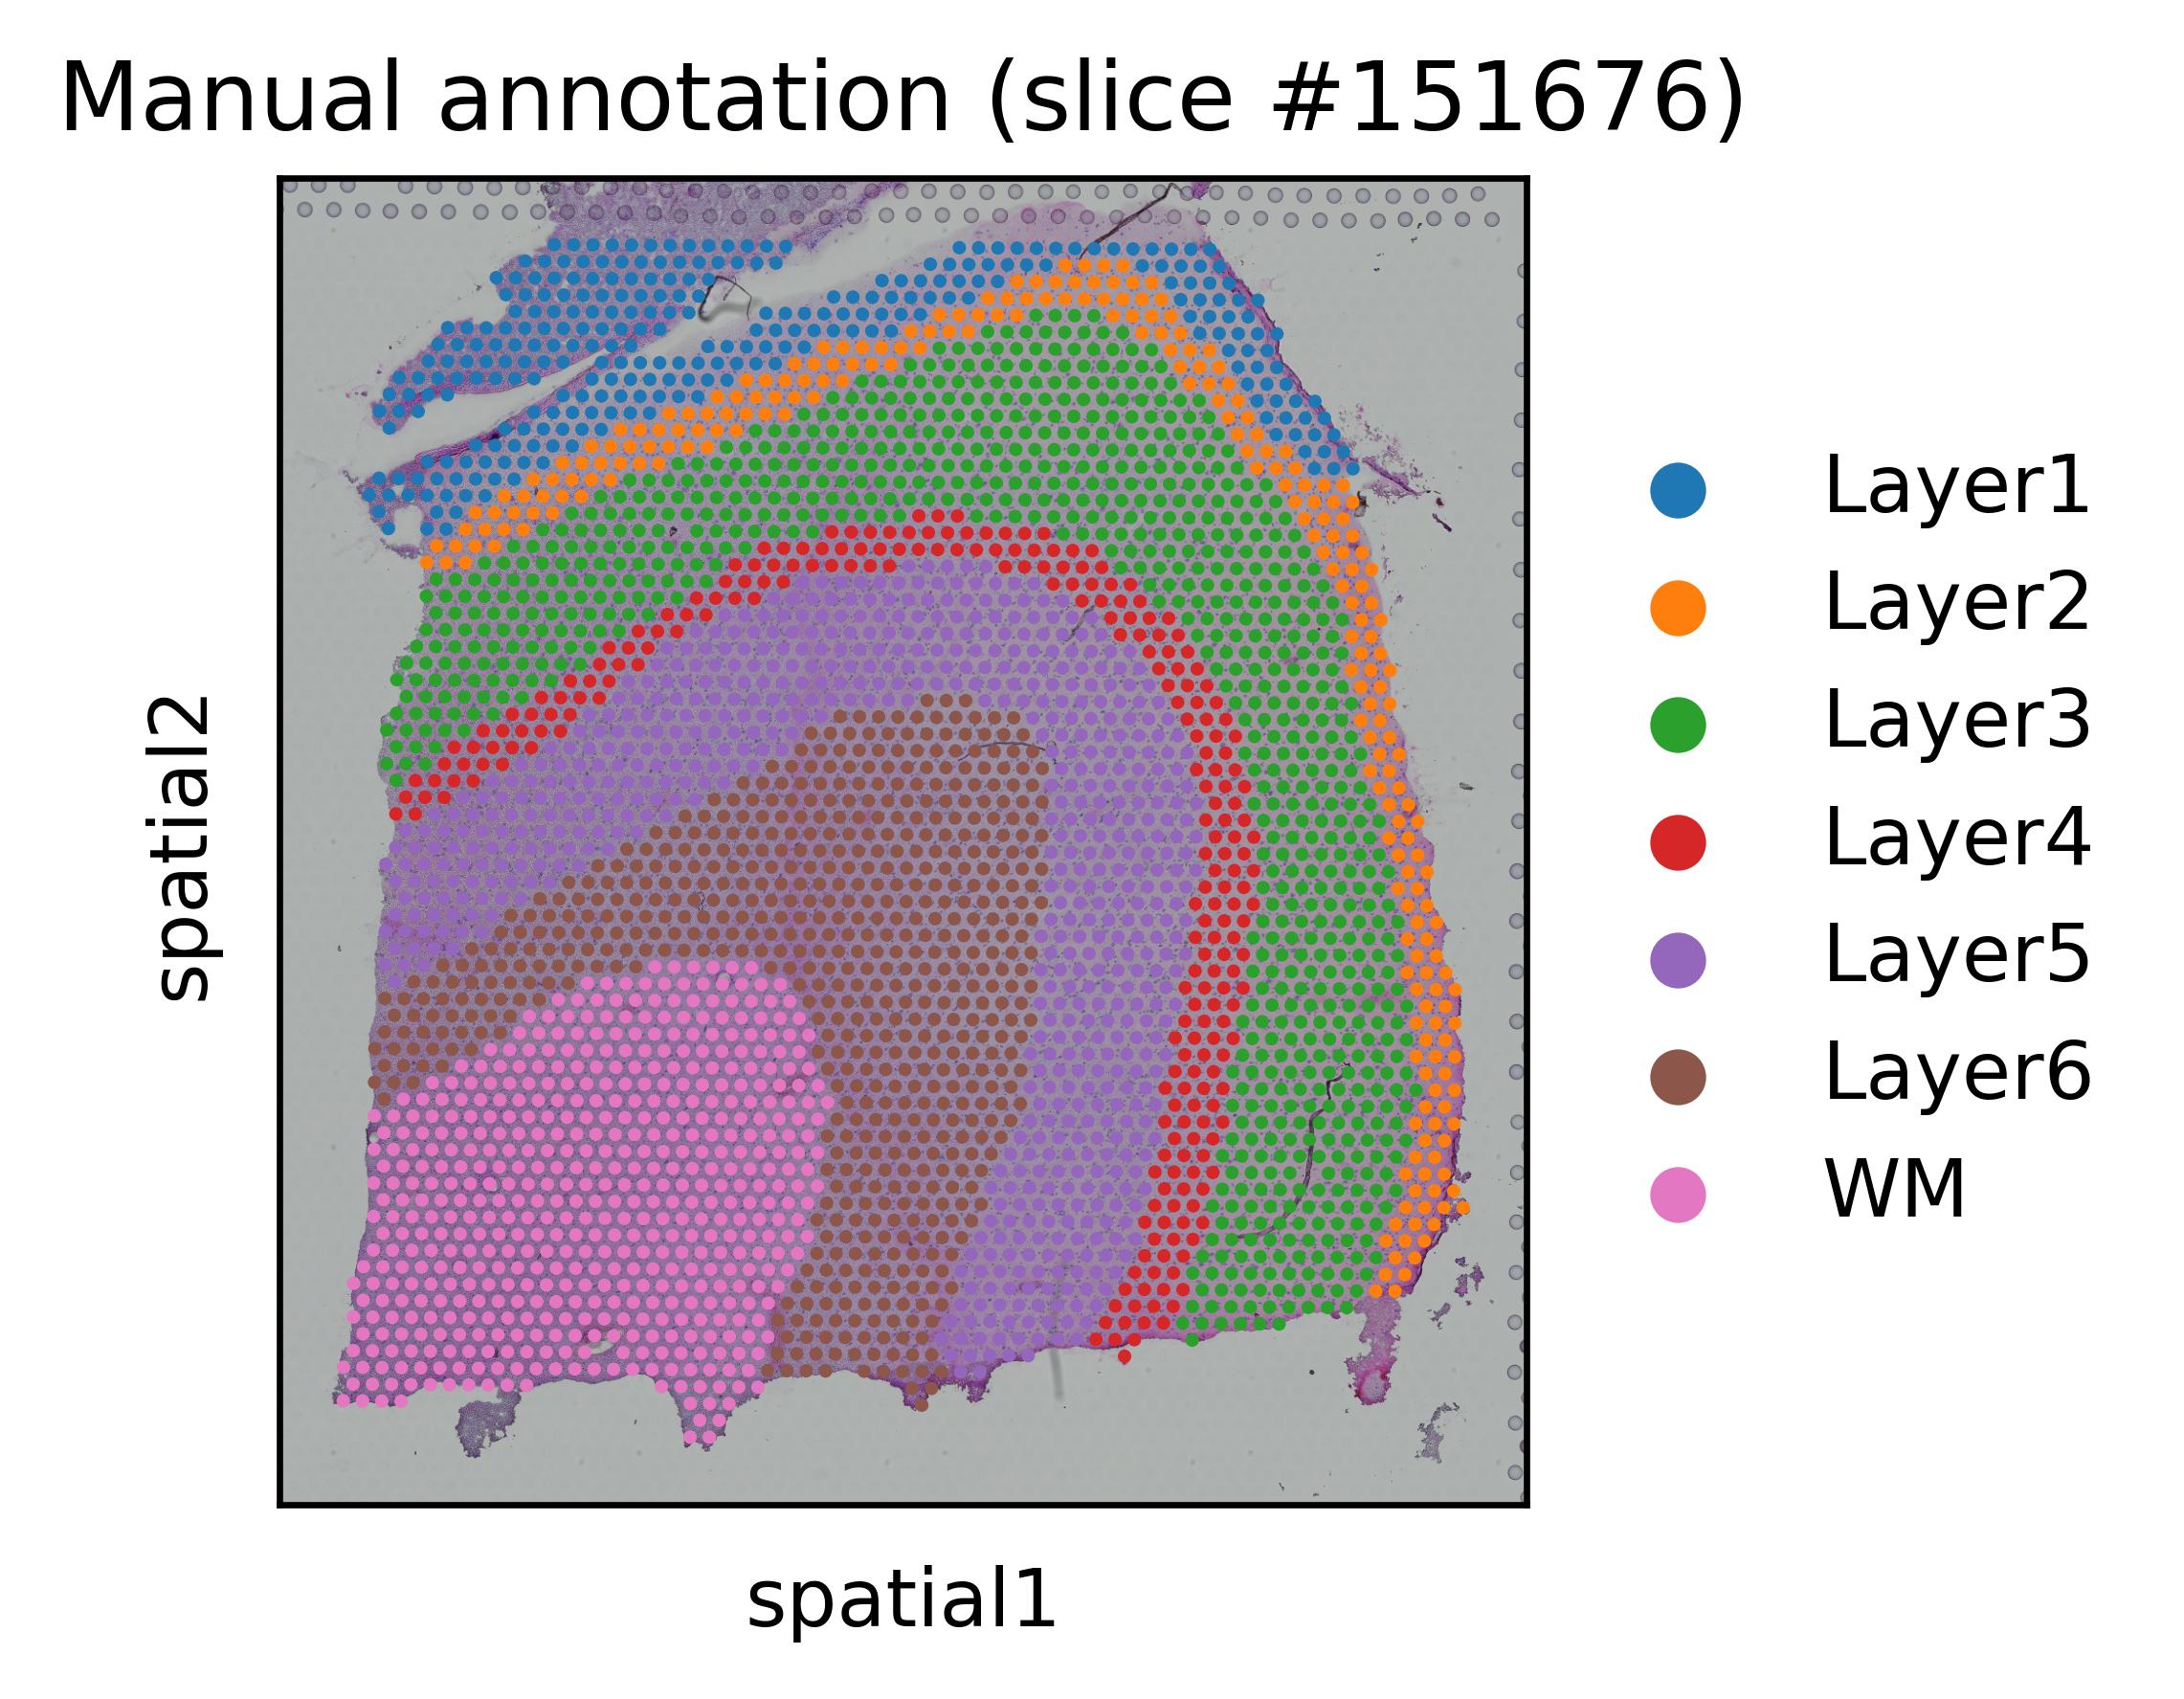 Manual annotation (slice #151676)
spatial2
spatial1
Layer1
Layer2
Layer3
Layer4
Layer5
Layer6
WM